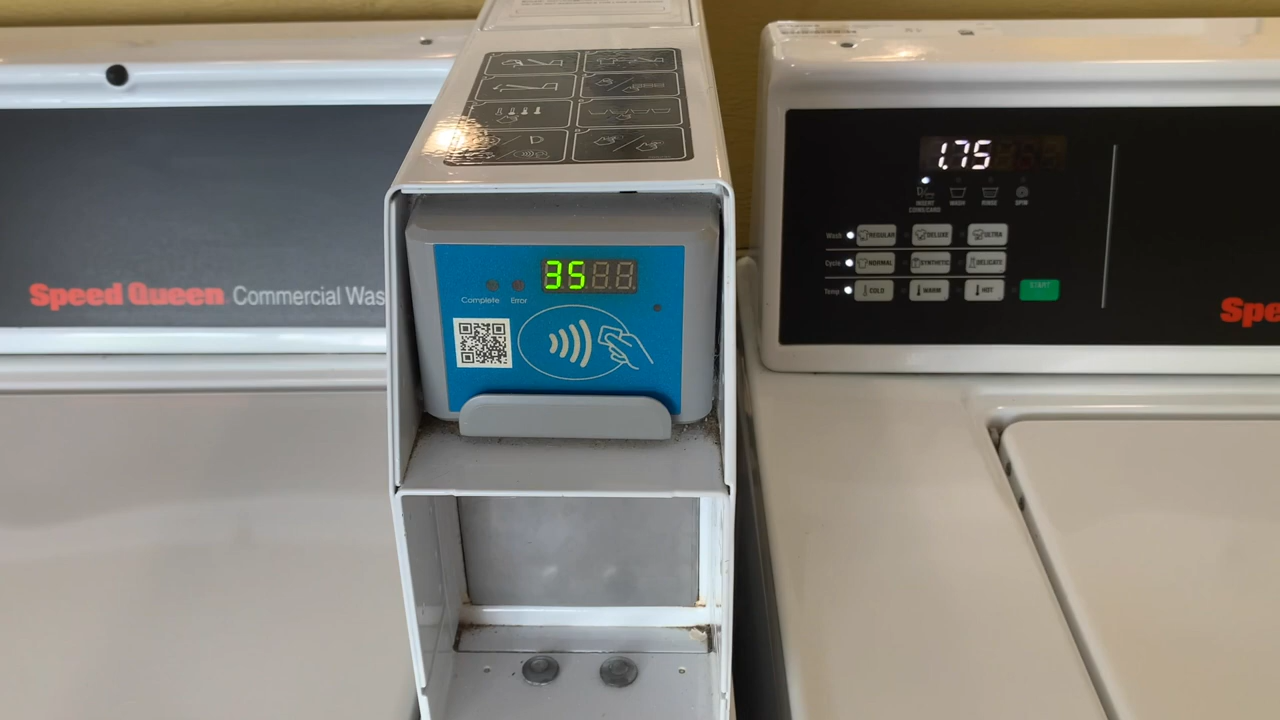 1.75
INSERT
COINS/CARD
WASH
RINSE
SPIN
Wash
REGULAR
DELUXE
ULTRA
Cycle
NORMAL
SYNTHETIC
DELICATE
Temp
COLD
WARM
HOT
START
35
Complete
Error
Speed Queen Commercial Was
Spe